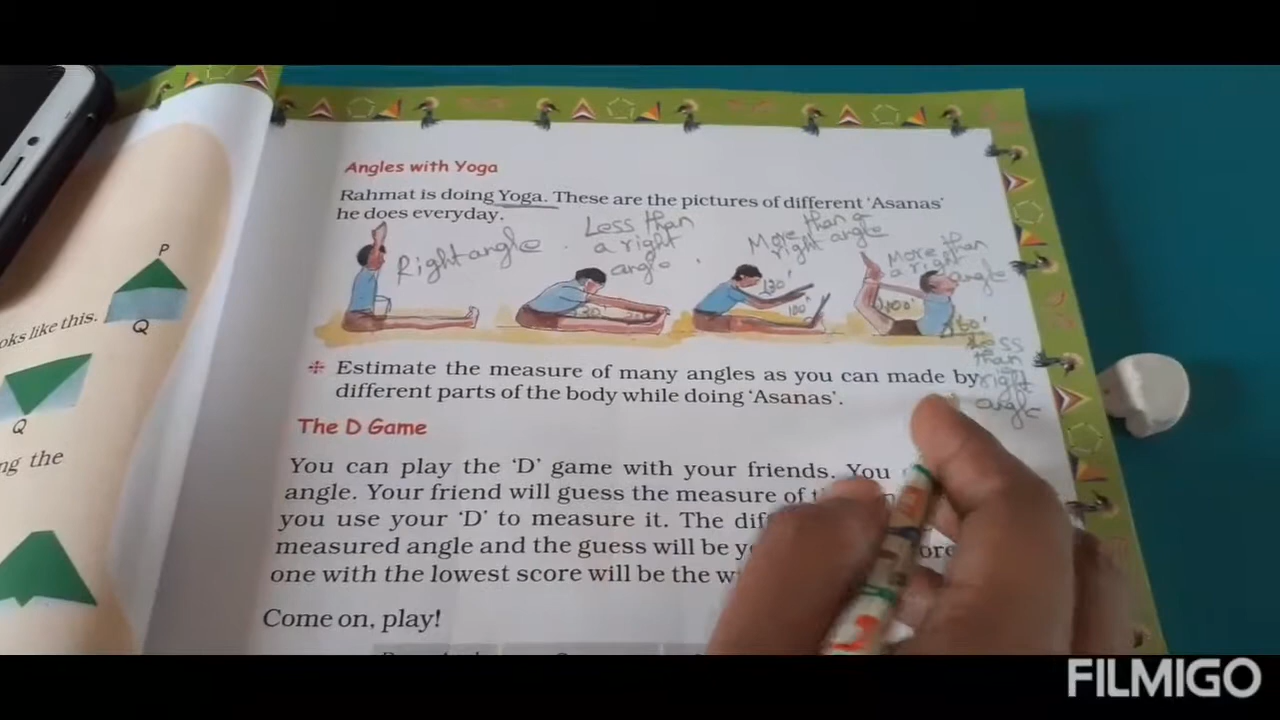 Angles with Yoga
Rahmat is doing Yoga. These are the pictures of different 'Asanas'
he does everyday.
Right angle
Less than
a right
angle
More than a
right angle
More than
a right
angle
130°
100°
100°
60°
Less
than
right
angle
P
Q
ooks like this.
Q
ng the
Estimate the measure of many angles as you can made by
different parts of the body while doing 'Asanas'.
The D Game
You can play the 'D' game with your friends. You
angle. Your friend will guess the measure of
you use your 'D' to measure it. The
measured angle and the guess will be
one with the lowest score will be the
Come on, play!
FILMIGO